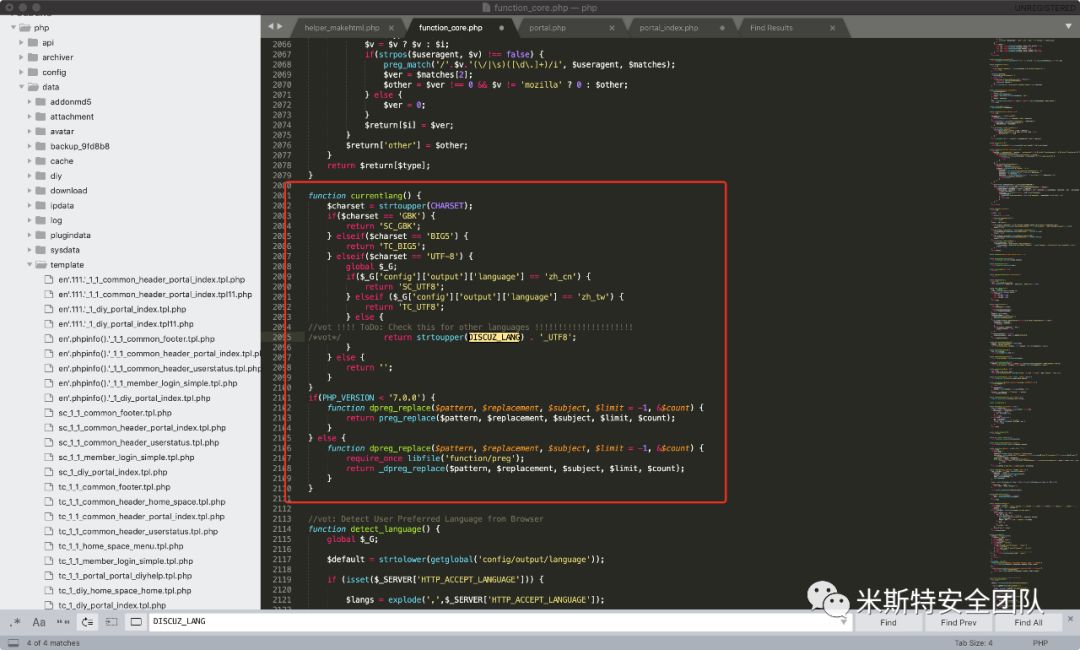 function_core.php — php
UNREGISTERED
helper_makehtml.php
function_core.php
portal.php
portal_index.php
Find Results
php
api
archiver
config
data
addonmd5
attachment
avatar
backup_9fd8b8
cache
diy
download
ipdata
log
plugindata
sysdata
template
en'.111.'_1_1_common_header_portal_index.tpl.php
en'.111.'_1_1_common_header_portal_index.tpl11.php
en'.111.'_1_diy_portal_index.tpl.php
en'.111.'_1_diy_portal_index.tpl11.php
en'.phpinfo().'_1_1_common_footer.tpl.php
en'.phpinfo().'_1_1_common_header_portal_index.tpl.ph
en'.phpinfo().'_1_1_common_header_userstatus.tpl.php
en'.phpinfo().'_1_1_member_login_simple.tpl.php
en'.phpinfo().'_1_diy_portal_index.tpl.php
sc_1_1_common_footer.tpl.php
sc_1_1_common_header_portal_index.tpl.php
sc_1_1_common_header_userstatus.tpl.php
sc_1_1_member_login_simple.tpl.php
sc_1_diy_portal_index.tpl.php
tc_1_1_common_footer.tpl.php
tc_1_1_common_header_home_space.tpl.php
tc_1_1_common_header_portal_index.tpl.php
tc_1_1_common_header_userstatus.tpl.php
tc_1_1_home_space_menu.tpl.php
tc_1_1_member_login_simple.tpl.php
tc_1_1_portal_portal_diyhelp.tpl.php
tc_1_diy_home_space_home.tpl.php
tc_1_diy_portal_index.tpl.php
2066 $v = $v ? $v : $i;
2067 if(strpos($useragent, $v) !== false) {
2068 preg_match('/'.$v.'(\/|\s)([\d\.]+)/i', $useragent, $matches);
2069 $ver = $matches[2];
2070 $other = $ver !== 0 && $v != 'mozilla' ? 0 : $other;
2071 } else {
2072 $ver = 0;
2073 }
2074 $return[$i] = $ver;
2075 }
2076 $return['other'] = $other;
2077 }
2078 return $return[$type];
2079 }
2080
2081 function currentlang() {
2082 $charset = strtoupper(CHARSET);
2083 if($charset == 'GBK') {
2084 return 'SC_GBK';
2085 } elseif($charset == 'BIG5') {
2086 return 'TC_BIG5';
2087 } elseif($charset == 'UTF-8') {
2088 global $_G;
2089 if($_G['config']['output']['language'] == 'zh_cn') {
2090 return 'SC_UTF8';
2091 } elseif ($_G['config']['output']['language'] == 'zh_tw') {
2092 return 'TC_UTF8';
2093 } else {
2094 //vot !!!! ToDo: Check this for other languages !!!!!!!!!!!!!!!!!!!!!
2095 /*vot*/ return strtoupper(DISCUZ_LANG) . '_UTF8';
2096 }
2097 } else {
2098 return '';
2099 }
2100 }
2101 if(PHP_VERSION < '7.0.0') {
2102 function dpreg_replace($pattern, $replacement, $subject, $limit = -1, &$count) {
2103 return preg_replace($pattern, $replacement, $subject, $limit, $count);
2104 }
2105 } else {
2106 function dpreg_replace($pattern, $replacement, $subject, $limit = -1, &$count) {
2107 require_once libfile('function/preg');
2108 return _dpreg_replace($pattern, $replacement, $subject, $limit, $count);
2109 }
2110 }
2111
2112
2113 //vot: Detect User Preferred Language from Browser
2114 function detect_language() {
2115 global $_G;
2116
2117 $default = strtolower(getglobal('config/output/language'));
2118
2119 if (isset($_SERVER['HTTP_ACCEPT_LANGUAGE'])) {
2120
2121 $langs = explode(',',$_SERVER['HTTP_ACCEPT_LANGUAGE']);
米斯特安全团队
.* Aa “”
DISCUZ_LANG
Find
Find Prev
Find All
4 of 4 matches
Tab Size: 4
PHP